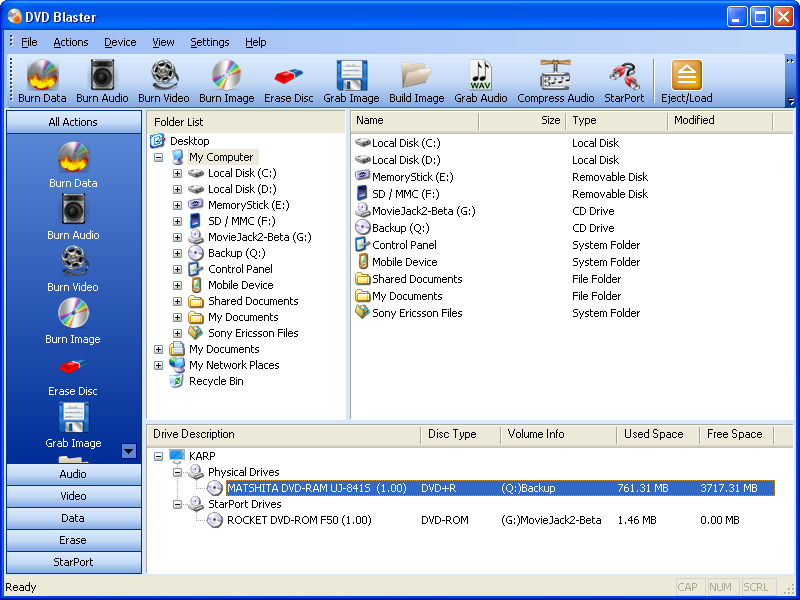 DVD Blaster
File Actions Device View Settings Help
Burn Data Burn Audio Burn Video Burn Image Erase Disc Grab Image Build Image Grab Audio Compress Audio StarPort Eject/Load
WAV
All Actions
Burn Data
Burn Audio
Burn Video
Burn Image
Erase Disc
Grab Image
Audio
Video
Data
Erase
StarPort
Folder List
Desktop
My Computer
Local Disk (C:)
Local Disk (D:)
MemoryStick (E:)
SD / MMC (F:)
MovieJack2-Beta (G:)
Backup (Q:)
Control Panel
Mobile Device
Shared Documents
My Documents
Sony Ericsson Files
My Documents
My Network Places
Recycle Bin
Name Size Type Modified
Local Disk (C:) Local Disk
Local Disk (D:) Local Disk
MemoryStick (E:) Removable Disk
SD / MMC (F:) Removable Disk
MovieJack2-Beta (G:) CD Drive
Backup (Q:) CD Drive
Control Panel System Folder
Mobile Device System Folder
Shared Documents File Folder
My Documents File Folder
Sony Ericsson Files System Folder
Drive Description Disc Type Volume Info Used Space Free Space
KARP
Physical Drives
MATSHITA DVD-RAM UJ-841S (1.00) DVD+R (Q:)Backup 761.31 MB 3717.31 MB
StarPort Drives
ROCKET DVD-ROM F50 (1.00) DVD-ROM (G:)MovieJack2-Beta 1.46 MB 0.00 MB
Ready CAP NUM SCRL